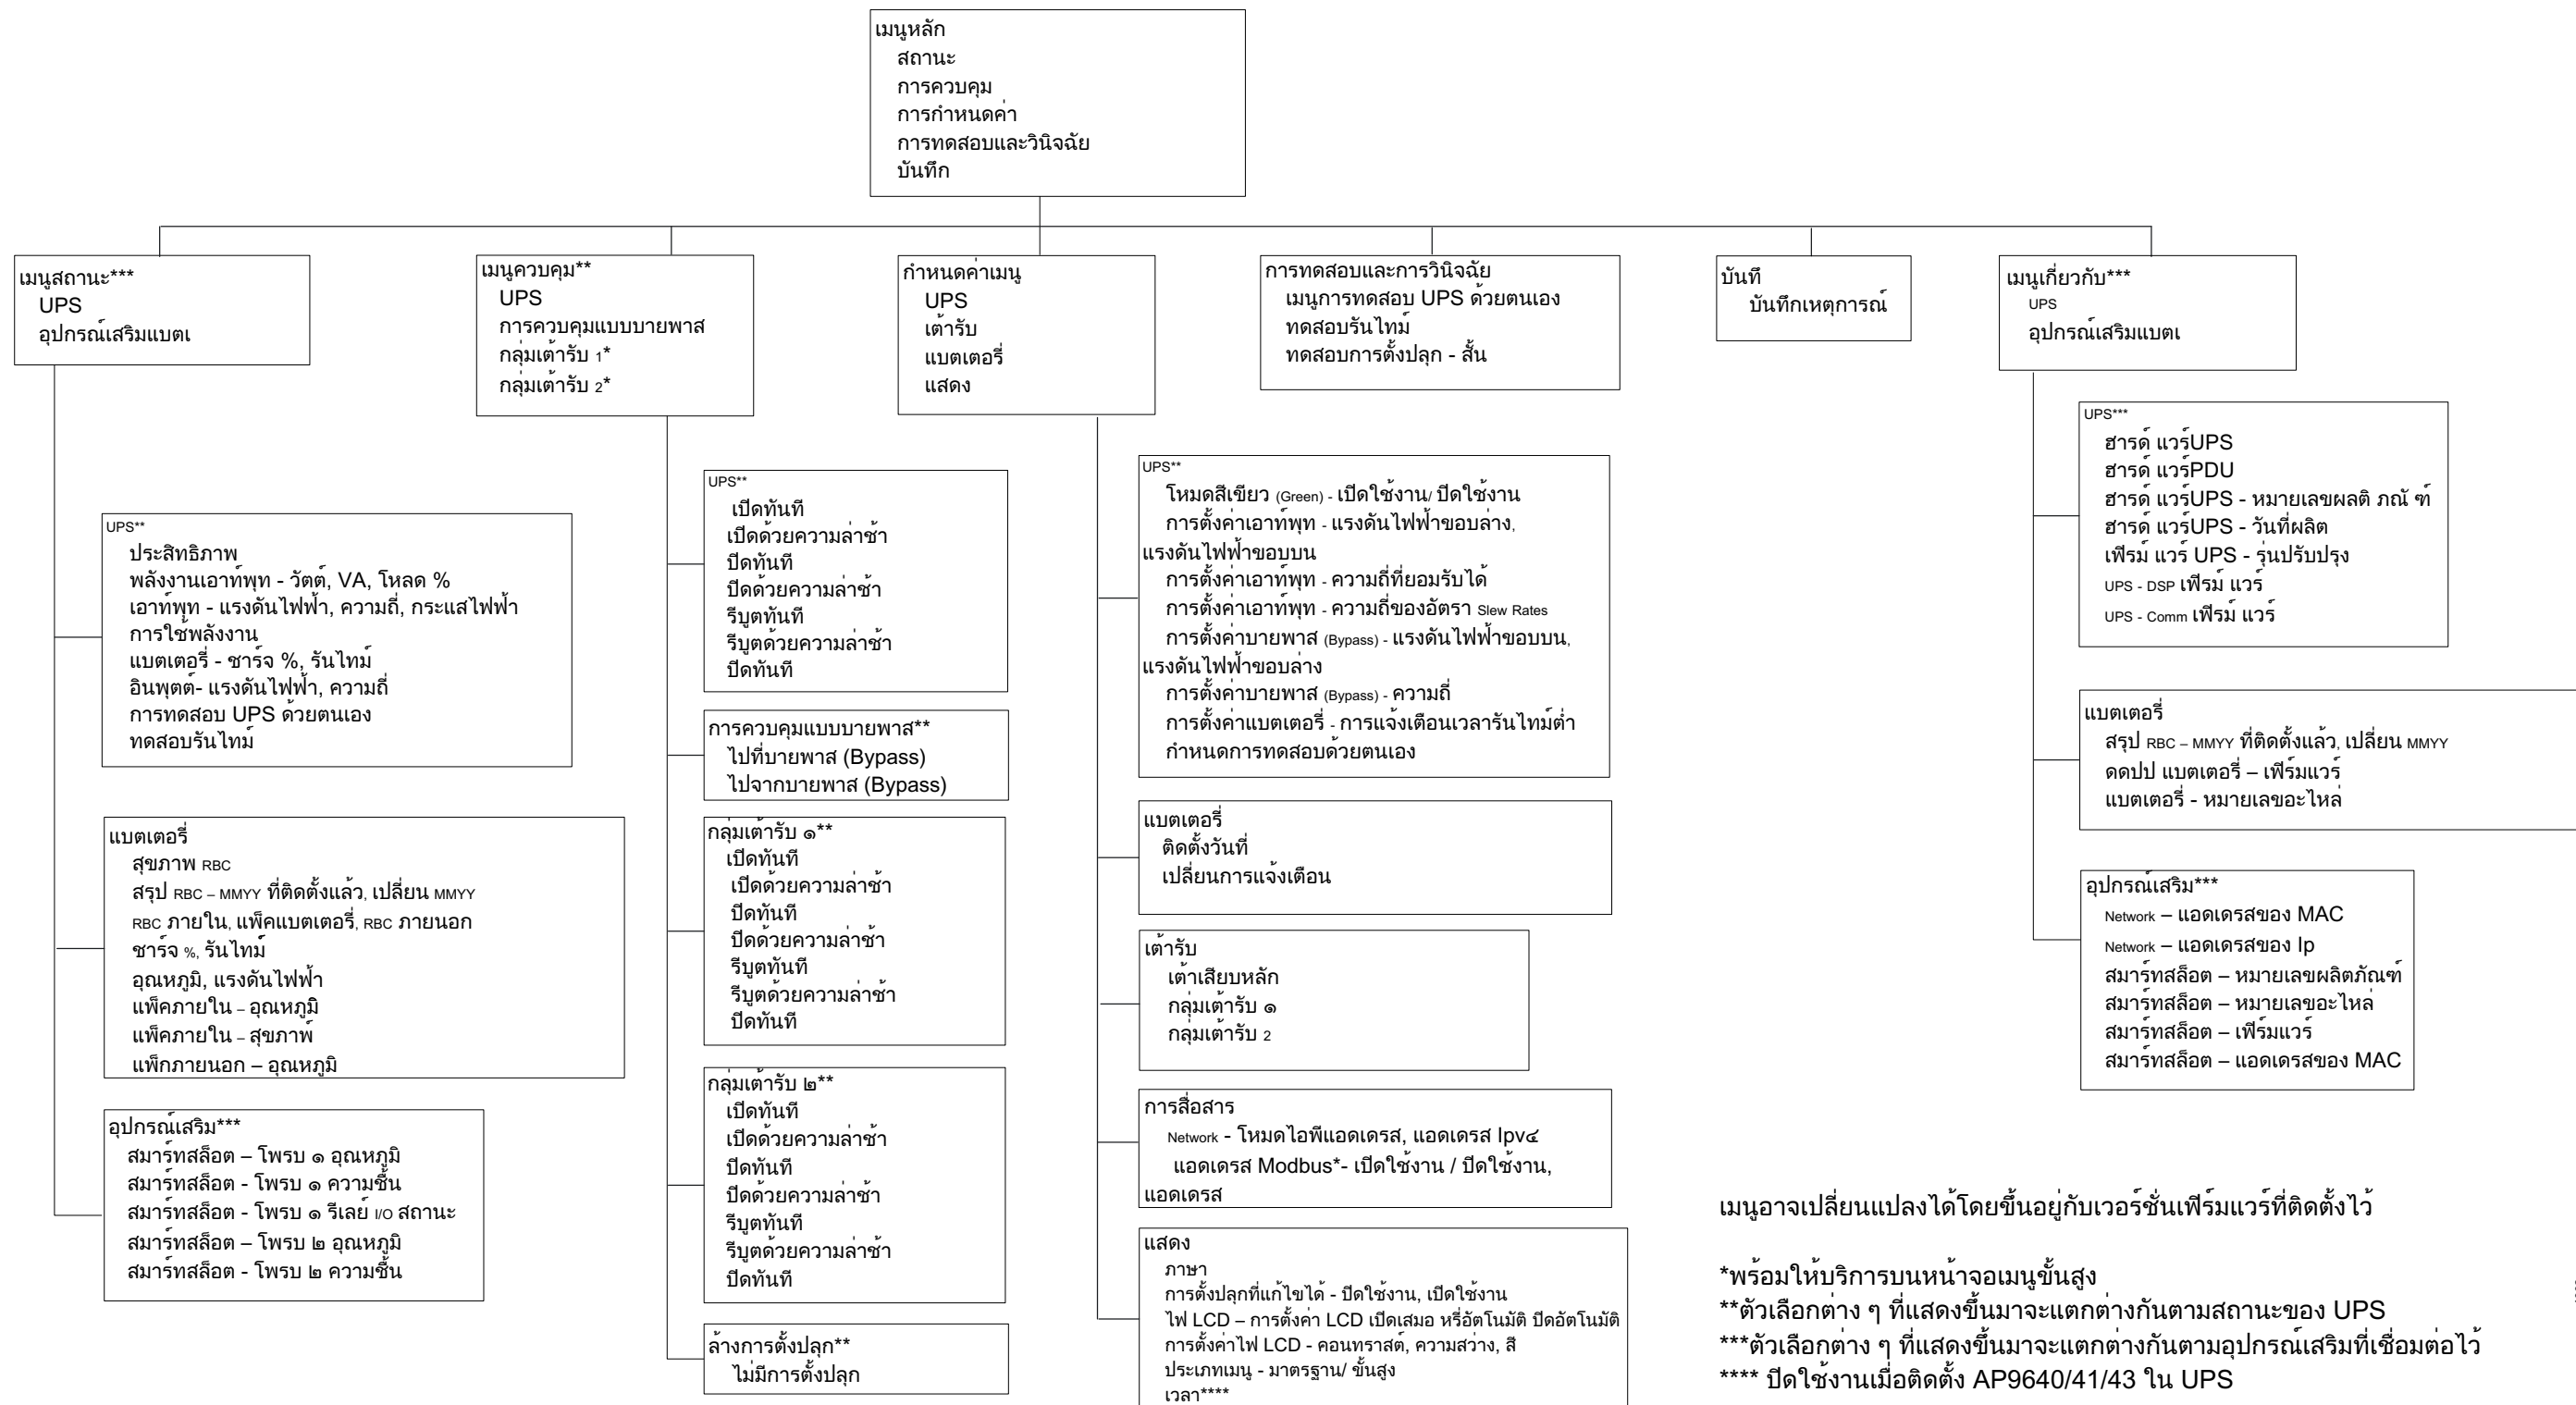 เมนูหลัก
สถานะ
การควบคุม
การกำหนดค่า
การทดสอบและวินิจฉัย
บันทึก
เมนูสถานะ***
UPS
อุปกรณ์เสริมแบตเ
เมนูควบคุม**
UPS
การควบคุมแบบบายพาส
กลุ่มเต้ารับ 1*
กลุ่มเต้ารับ 2*
กำหนดค่าเมนู
UPS
เต้ารับ
แบตเตอรี่
แสดง
การทดสอบและการวินิจฉัย
เมนูการทดสอบ UPS ด้วยตนเอง
ทดสอบรันไทม์
ทดสอบการตั้งปลุก - สั้น
บันทึ
บันทึกเหตุการณ์
เมนูเกี่ยวกับ***
UPS
อุปกรณ์เสริมแบตเ
UPS**
ประสิทธิภาพ
พลังงานเอาท์พุท - วัตต์, VA, โหลด %
เอาท์พุท - แรงดันไฟฟ้า, ความถี่, กระแสไฟฟ้า
การใช้พลังงาน
แบตเตอรี่ - ชาร์จ %, รันไทม์
อินพุตต์- แรงดันไฟฟ้า, ความถี่
การทดสอบ UPS ด้วยตนเอง
ทดสอบรันไทม์
แบตเตอรี่
สุขภาพ RBC
สรุป RBC – MMYY ที่ติดตั้งแล้ว, เปลี่ยน MMYY
RBC ภายใน, แพ็คแบตเตอรี่, RBC ภายนอก
ชาร์จ %, รันไทม์
อุณหภูมิ, แรงดันไฟฟ้า
แพ็คภายใน – อุณหภูมิ
แพ็คภายใน – สุขภาพ์
แพ็กภายนอก – อุณหภูมิ
อุปกรณ์เสริม***
สมาร์ทสล็อต – โพรบ ๑ อุณหภูมิ
สมาร์ทสล็อต - โพรบ ๑ ความชื้น
สมาร์ทสล็อต - โพรบ ๑ รีเลย์ I/O สถานะ
สมาร์ทสล็อต – โพรบ ๒ อุณหภูมิ
สมาร์ทสล็อต - โพรบ ๒ ความชื้น
UPS**
เปิดทันที
เปิดด้วยความล่าช้า
ปิดทันที
ปิดด้วยความล่าช้า
รีบูตทันที
รีบูตด้วยความล่าช้า
ปิดทันที
การควบคุมแบบบายพาส**
ไปที่บายพาส (Bypass)
ไปจากบายพาส (Bypass)
กลุ่มเต้ารับ ๑**
เปิดทันที
เปิดด้วยความล่าช้า
ปิดทันที
ปิดด้วยความล่าช้า
รีบูตทันที
รีบูตด้วยความล่าช้า
ปิดทันที
กลุ่มเต้ารับ ๒**
เปิดทันที
เปิดด้วยความล่าช้า
ปิดทันที
ปิดด้วยความล่าช้า
รีบูตทันที
รีบูตด้วยความล่าช้า
ปิดทันที
ล้างการตั้งปลุก**
ไม่มีการตั้งปลุก
UPS**
โหมดสีเขียว (Green) - เปิดใช้งาน/ ปิดใช้งาน
การตั้งค่าเอาท์พุท - แรงดันไฟฟ้าขอบล่าง,
แรงดันไฟฟ้าขอบบน
การตั้งค่าเอาท์พุท - ความถี่ที่ยอมรับได้
การตั้งค่าเอาท์พุท - ความถี่ของอัตรา Slew Rates
การตั้งค่าบายพาส (Bypass) - แรงดันไฟฟ้าขอบบน,
แรงดันไฟฟ้าขอบล่าง
การตั้งค่าบายพาส (Bypass) - ความถี่
การตั้งค่าแบตเตอรี่ - การแจ้งเตือนเวลารันไทม์ต่ำ
กำหนดการทดสอบด้วยตนเอง
แบตเตอรี่
ติดตั้งวันที่
เปลี่ยนการแจ้งเตือน
เต้ารับ
เต้าเสียบหลัก
กลุ่มเต้ารับ ๑
กลุ่มเต้ารับ 2
การสื่อสาร
Network - โหมดไอพีแอดเดรส, แอดเดรส Ipv๔
แอดเดรส Modbus*- เปิดใช้งาน / ปิดใช้งาน,
แอดเดรส
แสดง
ภาษา
การตั้งปลุกที่แก้ไขได้ - ปิดใช้งาน, เปิดใช้งาน
ไฟ LCD – การตั้งค่า LCD เปิดเสมอ หรี่อัตโนมัติ ปิดอัตโนมัติ
การตั้งค่าไฟ LCD - คอนทราสต์, ความสว่าง, สี
ประเภทเมนู - มาตรฐาน/ ขั้นสูง
เวลา****
UPS***
ฮารด์ แวร์UPS
ฮารด์ แวร์PDU
ฮารด์ แวร์UPS - หมายเลขผลติ ภณั ฑ์
ฮารด์ แวร์UPS - วันที่ผลิต
เฟิรม์ แวร์ UPS - รุ่นปรับปรุง
UPS - DSP เฟิรม์ แวร์
UPS - Comm เฟิรม์ แวร์
แบตเตอรี่
สรุป RBC – MMYY ที่ติดตั้งแล้ว, เปลี่ยน MMYY
ดดปป แบตเตอรี่ – เฟิร์มแวร์
แบตเตอรี่ - หมายเลขอะไหล่
อุปกรณ์เสริม***
Network – แอดเดรสของ MAC
Network – แอดเดรสของ Ip
สมาร์ทสล็อต – หมายเลขผลิตภัณฑ์
สมาร์ทสล็อต – หมายเลขอะไหล่
สมาร์ทสล็อต – เฟิร์มแวร์
สมาร์ทสล็อต – แอดเดรสของ MAC
เมนูอาจเปลี่ยนแปลงได้โดยขึ้นอยู่กับเวอร์ชั่นเฟิร์มแวร์ที่ติดตั้งไว้
*พร้อมให้บริการบนหน้าจอเมนูขั้นสูง
**ตัวเลือกต่าง ๆ ที่แสดงขึ้นมาจะแตกต่างกันตามสถานะของ UPS
***ตัวเลือกต่าง ๆ ที่แสดงขึ้นมาจะแตกต่างกันตามอุปกรณ์เสริมที่เชื่อมต่อไว้
**** ปิดใช้งานเมื่อติดตั้ง AP9640/41/43 ใน UPS